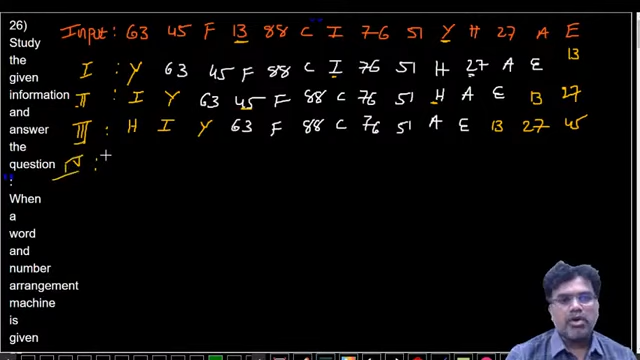 26)
Study
the
given
information
and
answer
the
question
:
When
a
word
and
number
arrangement
machine
is
given
Input: 63 45 F 13 88 C I 76 51 Y H 27 A E
I : Y 63 45 F 88 C I 76 51 H 27 A E 13
II : I Y 63 45 F 88 C 76 51 H A E 13 27
III : H I Y 63 F 88 C 76 51 A E 13 27 45
IV :